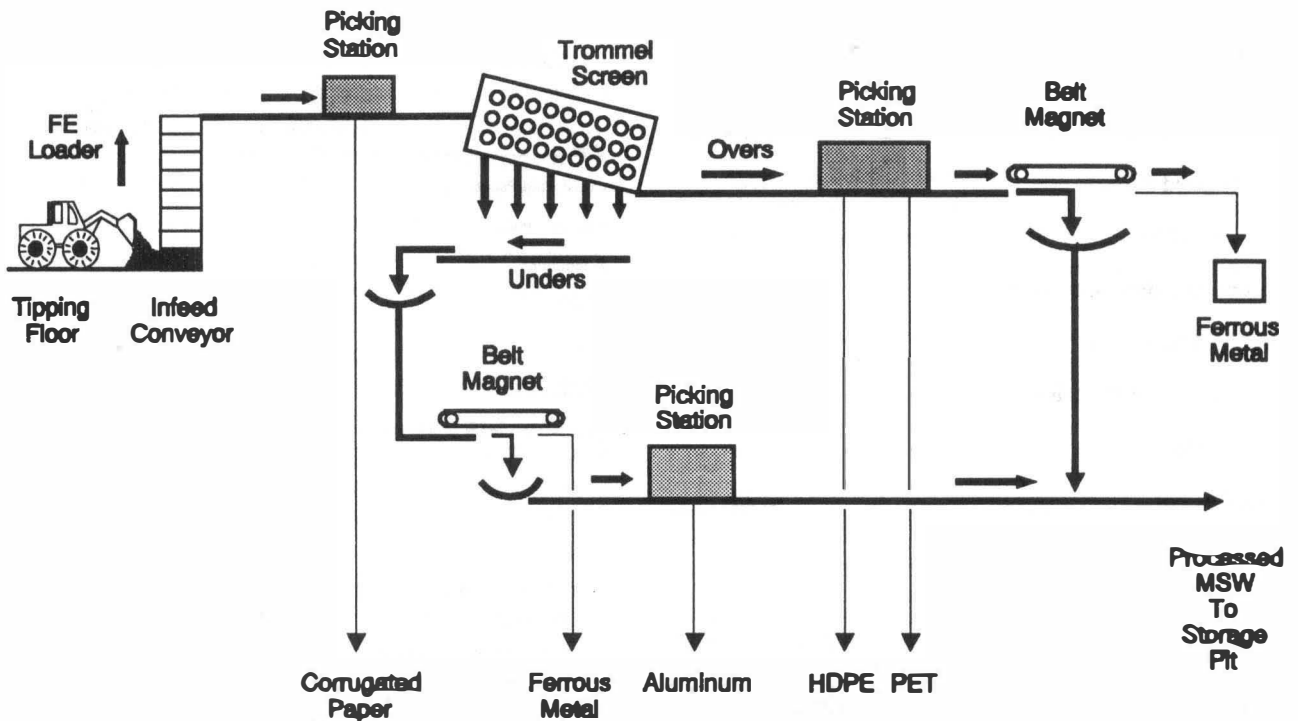 Picking
Station
Trommel
Screen
Picking
Station
Belt
Magnet
FE
Loader
Overs
Unders
Tipping
Floor
Infeed
Conveyor
Ferrous
Metal
Belt
Magnet
Picking
Station
Processed
MSW
To
Storage
Pit
Corrugated
Paper
Ferrous
Metal
Aluminum
HDPE
PET